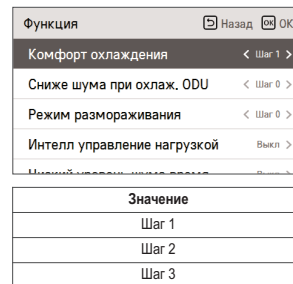 Функция Назад OK OK
Комфорт охлаждения < Шаг 1 >
Сниже шума при охлаж. ODU < Шаг 0 >
Режим размораживания < Шаг 0 >
Интелл управление нагрузкой Выкл >
Значение
Шаг 1
Шаг 2
Шаг 3